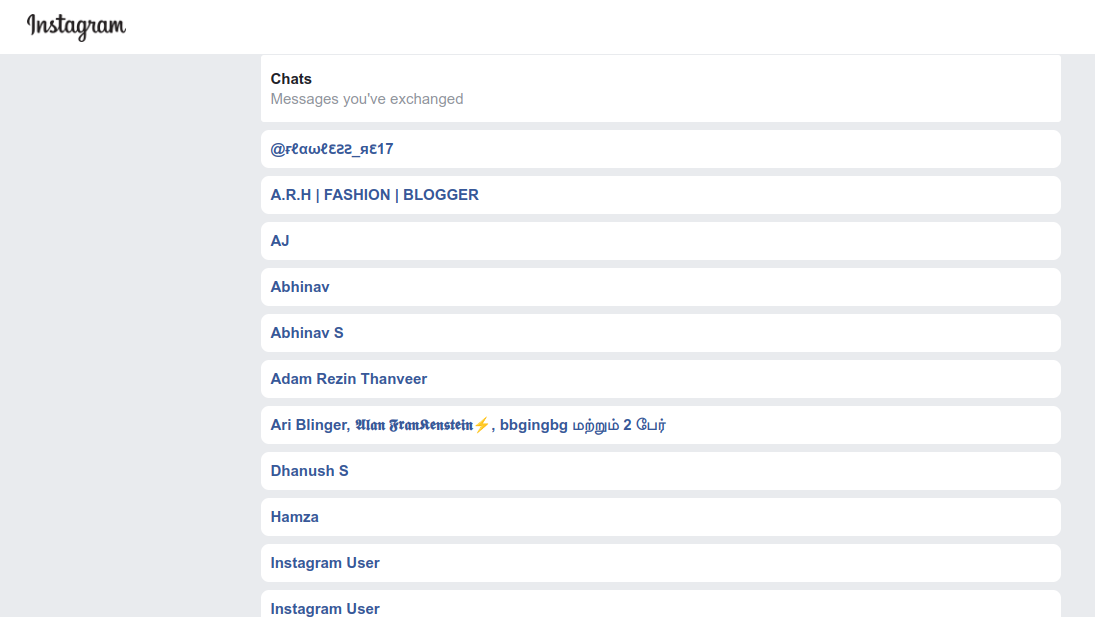 Instagram
Chats
Messages you've exchanged
@ғℓαωℓεƨƨ_яε17
A.R.H | FASHION | BLOGGER
AJ
Abhinav
Abhinav S
Adam Rezin Thanveer
Ari Blinger, 𝕬𝖑𝖆𝖓 𝕱𝖗𝖆𝖓𝕶𝖊𝖓𝖘𝖙𝖊𝖎𝖓⚡, bbgingbg மற்றும் 2 பேர்
Dhanush S
Hamza
Instagram User
Instagram User